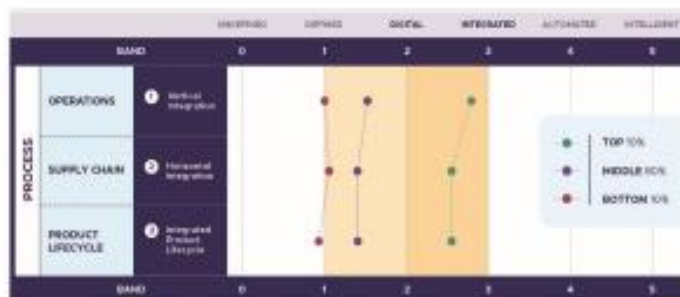 UNDEFINED DEFINED DIGITAL INTEGRATED AUTOMATED INTELLIGENT
BAND 0 1 2 3 4 5
PROCESS
OPERATIONS
1 Vertical
Integration
SUPPLY CHAIN
2 Horizontal
Integration
PRODUCT
LIFECYCLE
3 Integrated
Product
Lifecycle
TOP 10%
MIDDLE 80%
BOTTOM 10%
BAND 0 1 2 3 4 5